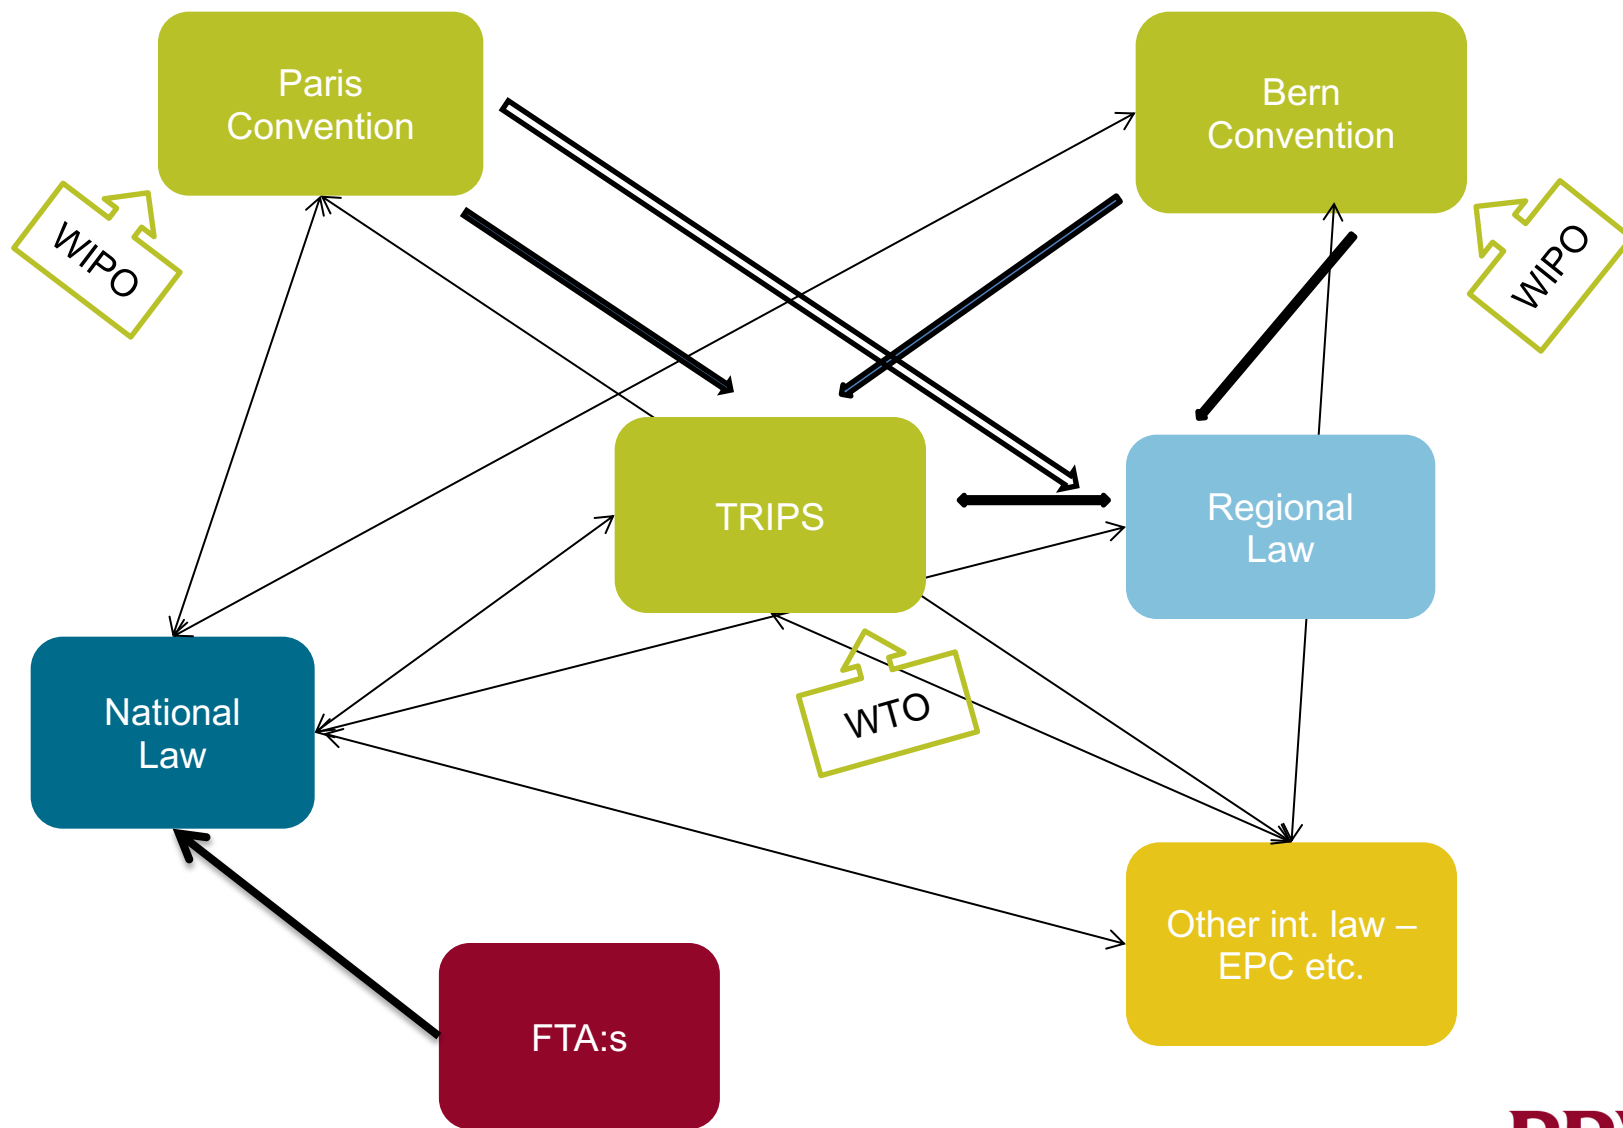 Paris
Convention
Bern
Convention
WIPO
WIPO
TRIPS
Regional
Law
National
Law
WTO
Other int. law –
EPC etc.
FTA:s